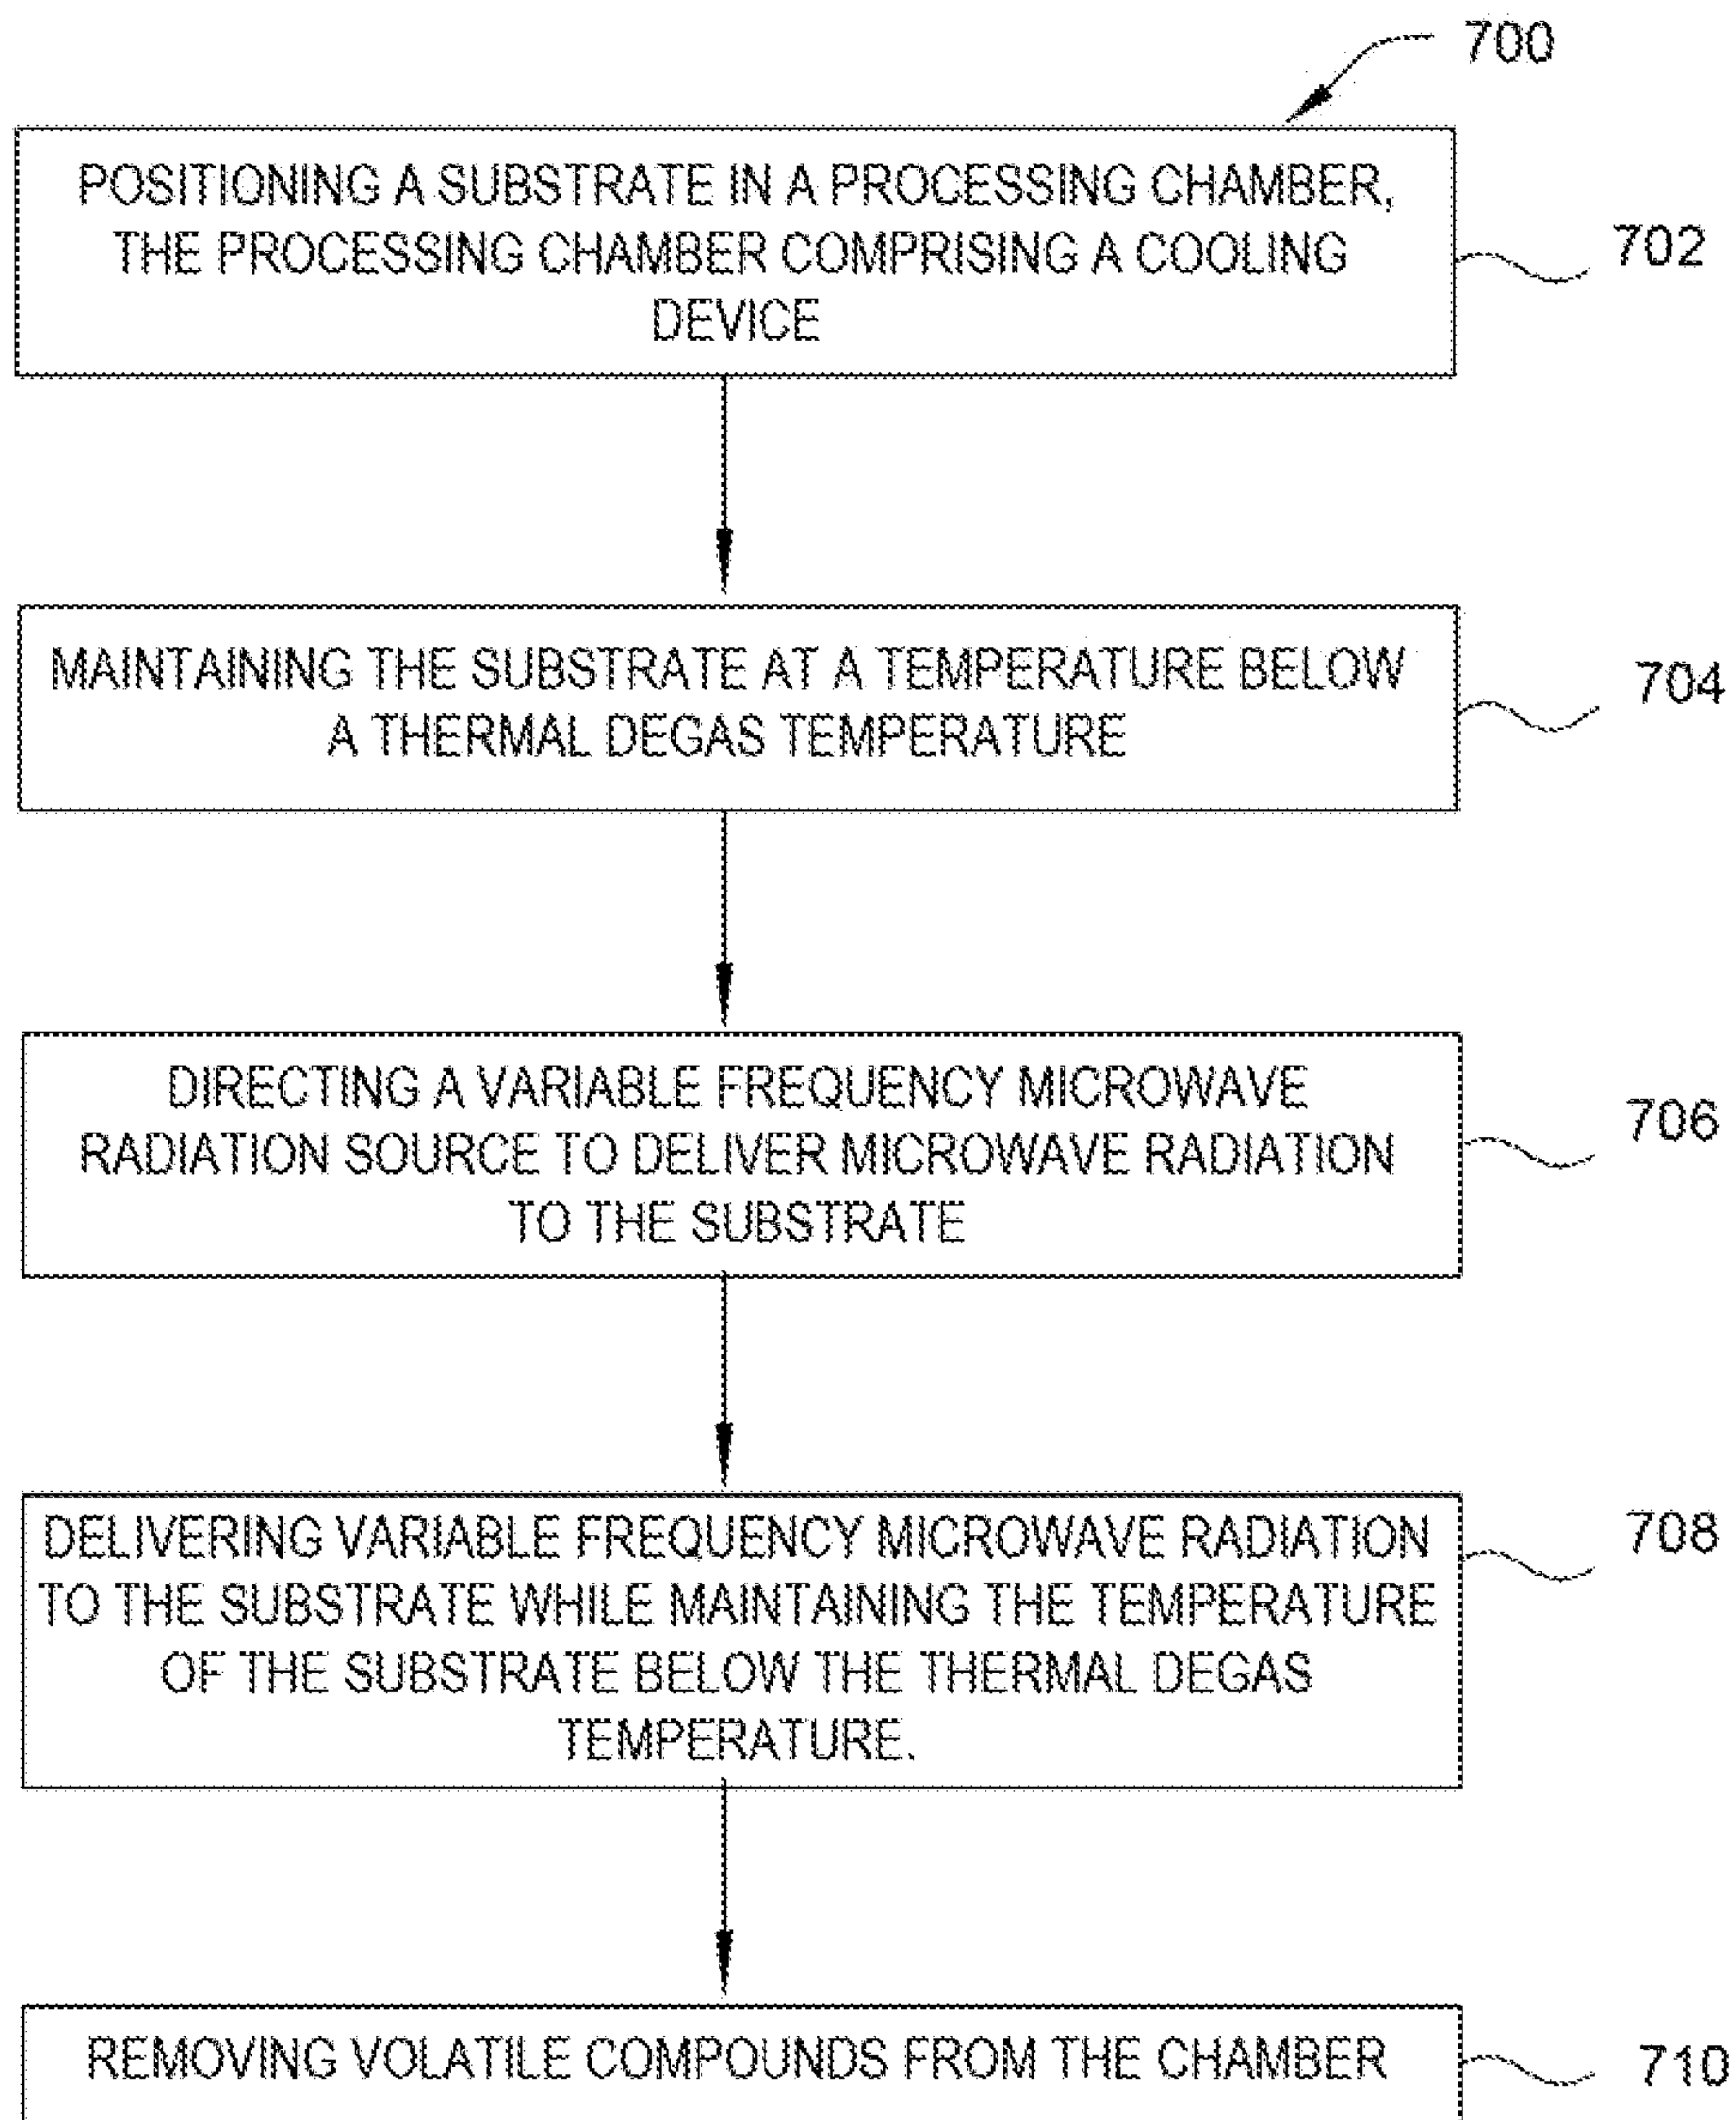 700
POSITIONING A SUBSTRATE IN A PROCESSING CHAMBER,
THE PROCESSING CHAMBER COMPRISING A COOLING
DEVICE
702
MAINTAINING THE SUBSTRATE AT A TEMPERATURE BELOW
A THERMAL DEGAS TEMPERATURE
704
DIRECTING A VARIABLE FREQUENCY MICROWAVE
RADIATION SOURCE TO DELIVER MICROWAVE RADIATION
TO THE SUBSTRATE
706
DELIVERING VARIABLE FREQUENCY MICROWAVE RADIATION
TO THE SUBSTRATE WHILE MAINTAINING THE TEMPERATURE
OF THE SUBSTRATE BELOW THE THERMAL DEGAS
TEMPERATURE.
708
REMOVING VOLATILE COMPOUNDS FROM THE CHAMBER
710